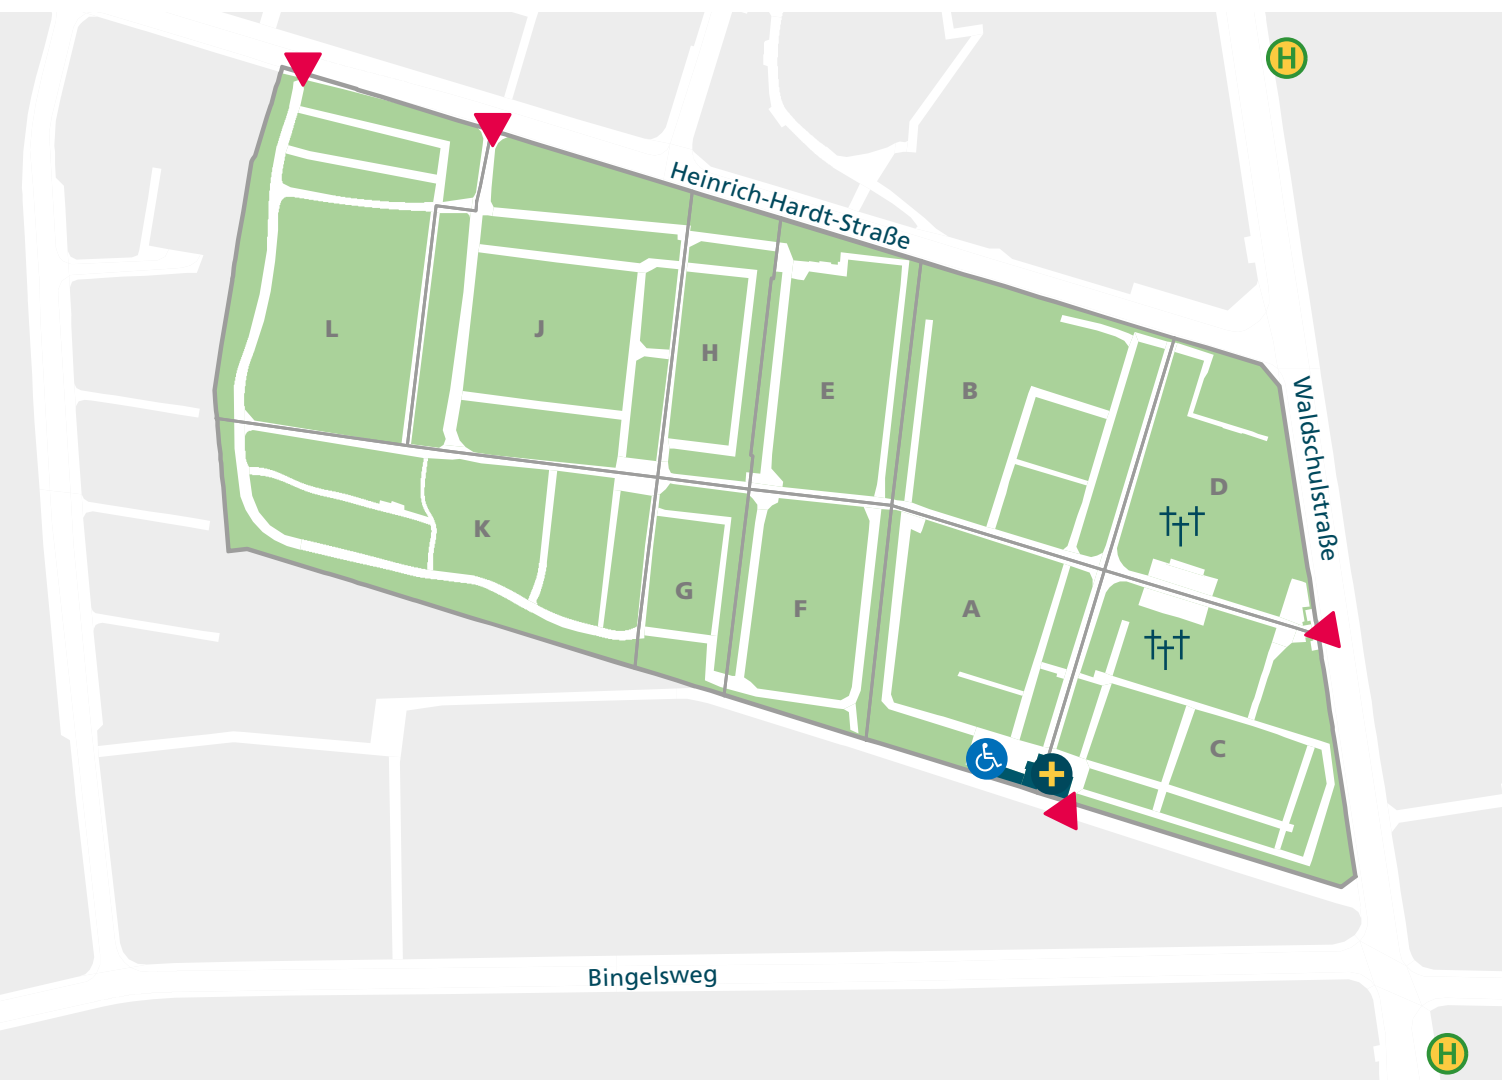 H
Heinrich-Hardt-Straße
L
J
H
E
B
Waldschulstraße
D
K
G
F
A
C
Bingelsweg
H